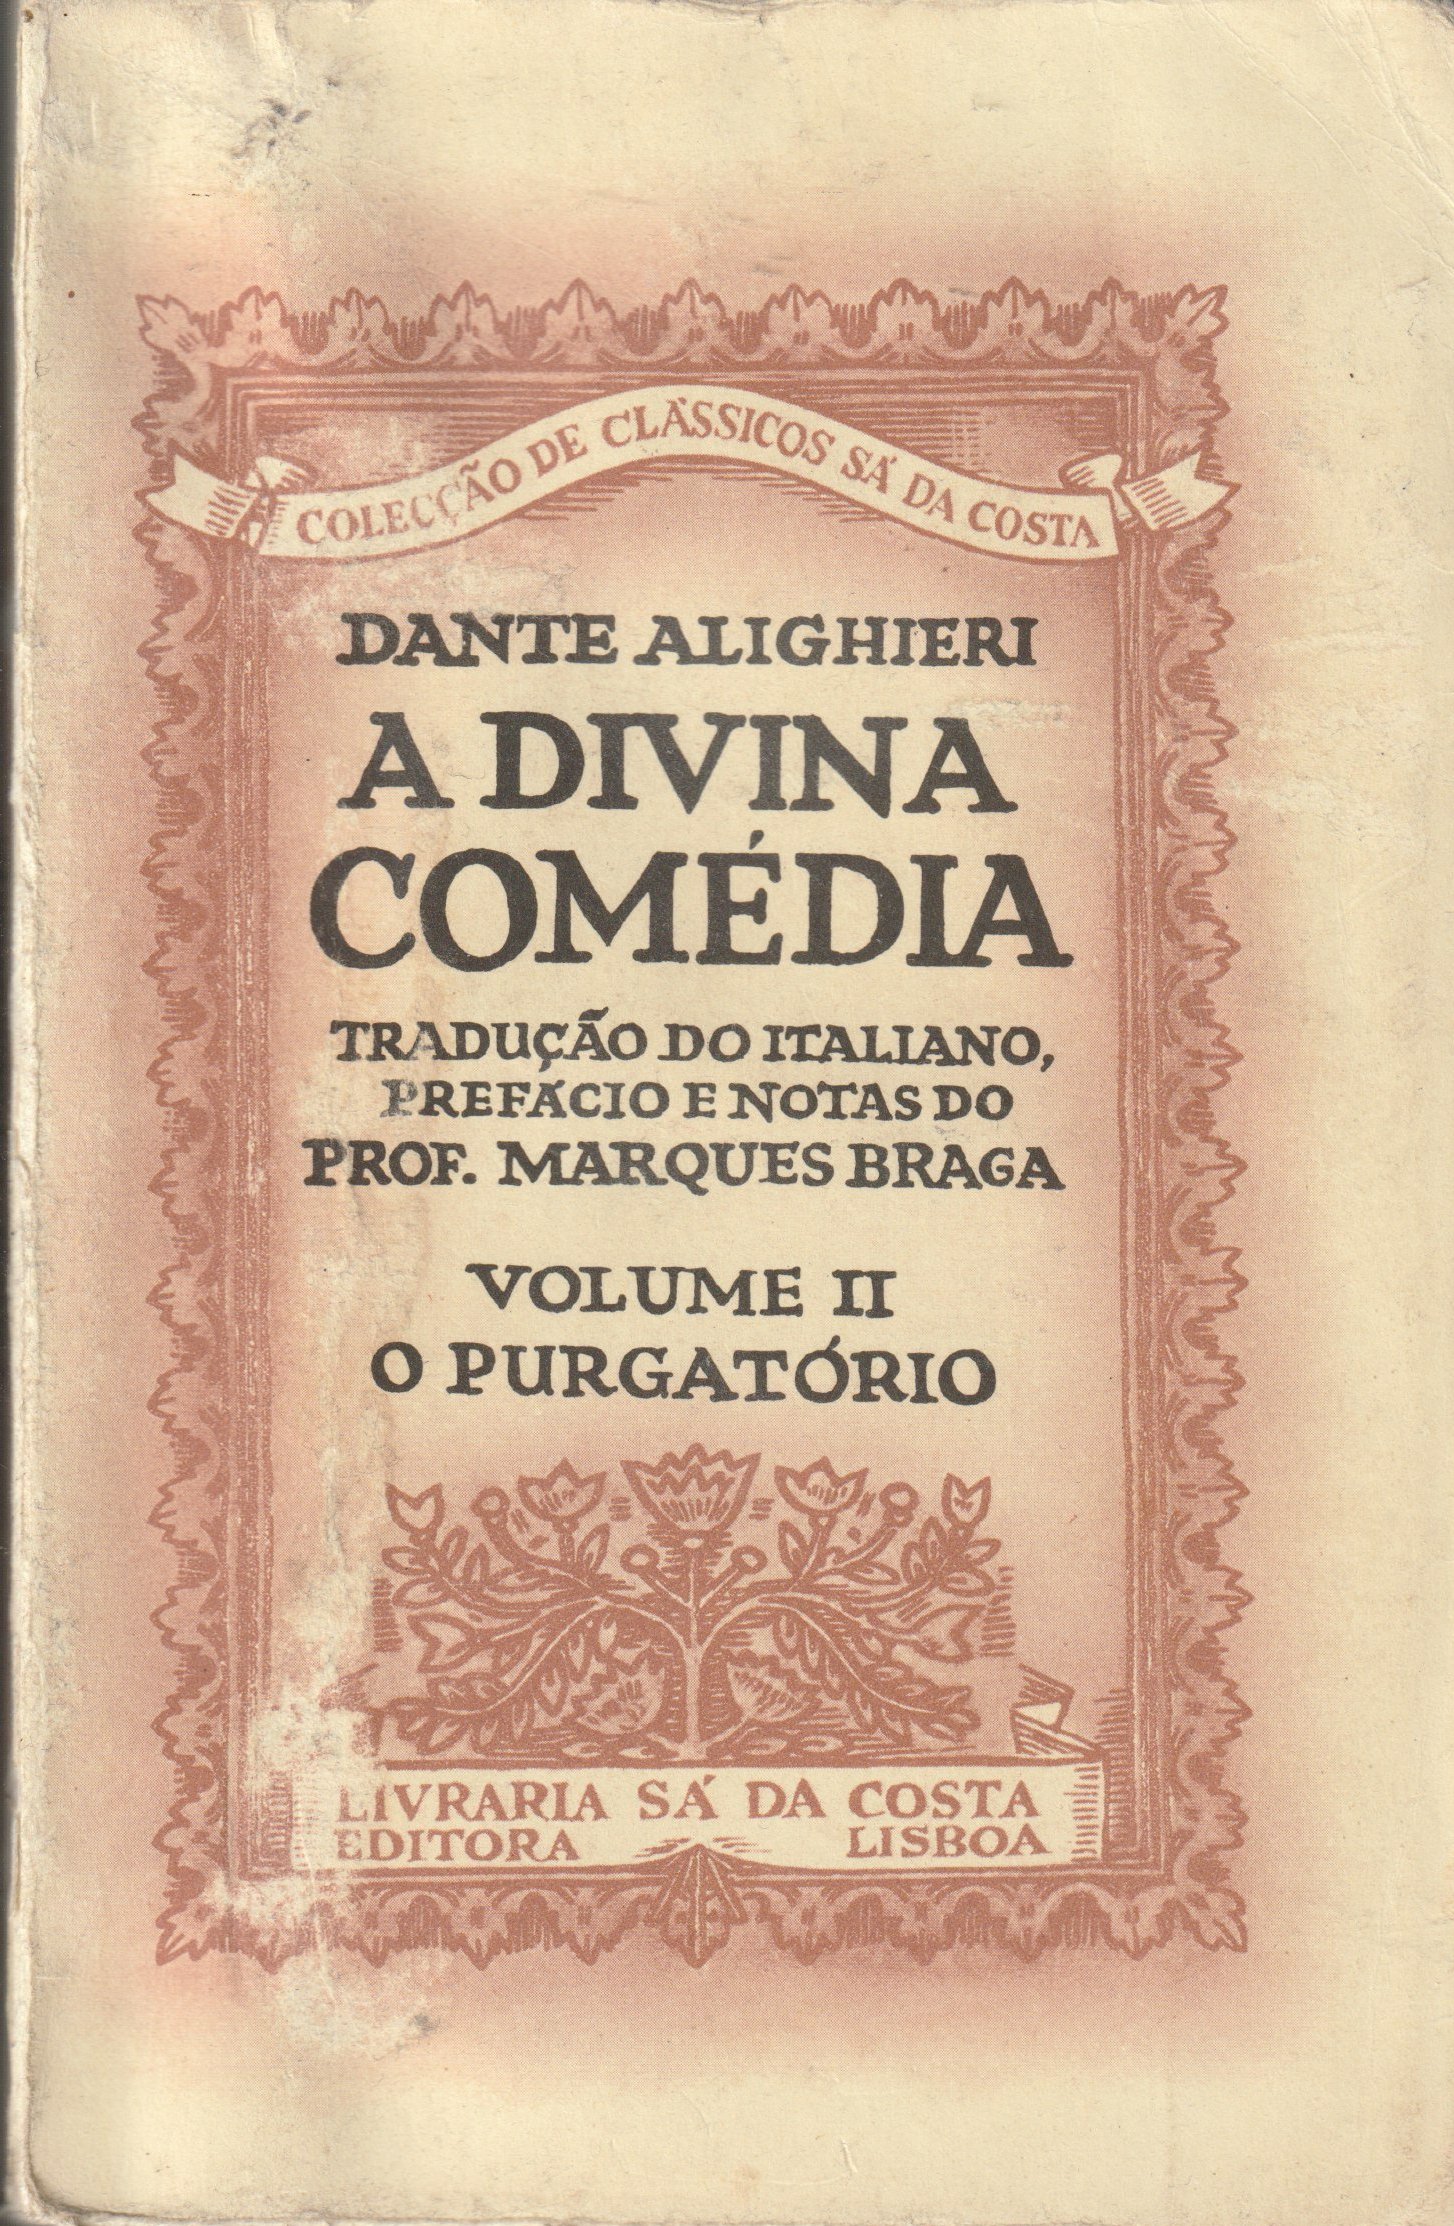 COLECÇÃO DE CLÁSSICOS SÁ DA COSTA
DANTE ALIGHIERI
A DIVINA
COMÉDIA
TRADUÇÃO DO ITALIANO,
PREFÁCIO E NOTAS DO
PROF. MARQUES BRAGA
VOLUME II
O PURGATÓRIO
LIVRARIA SÁ DA COSTA
EDITORA LISBOA